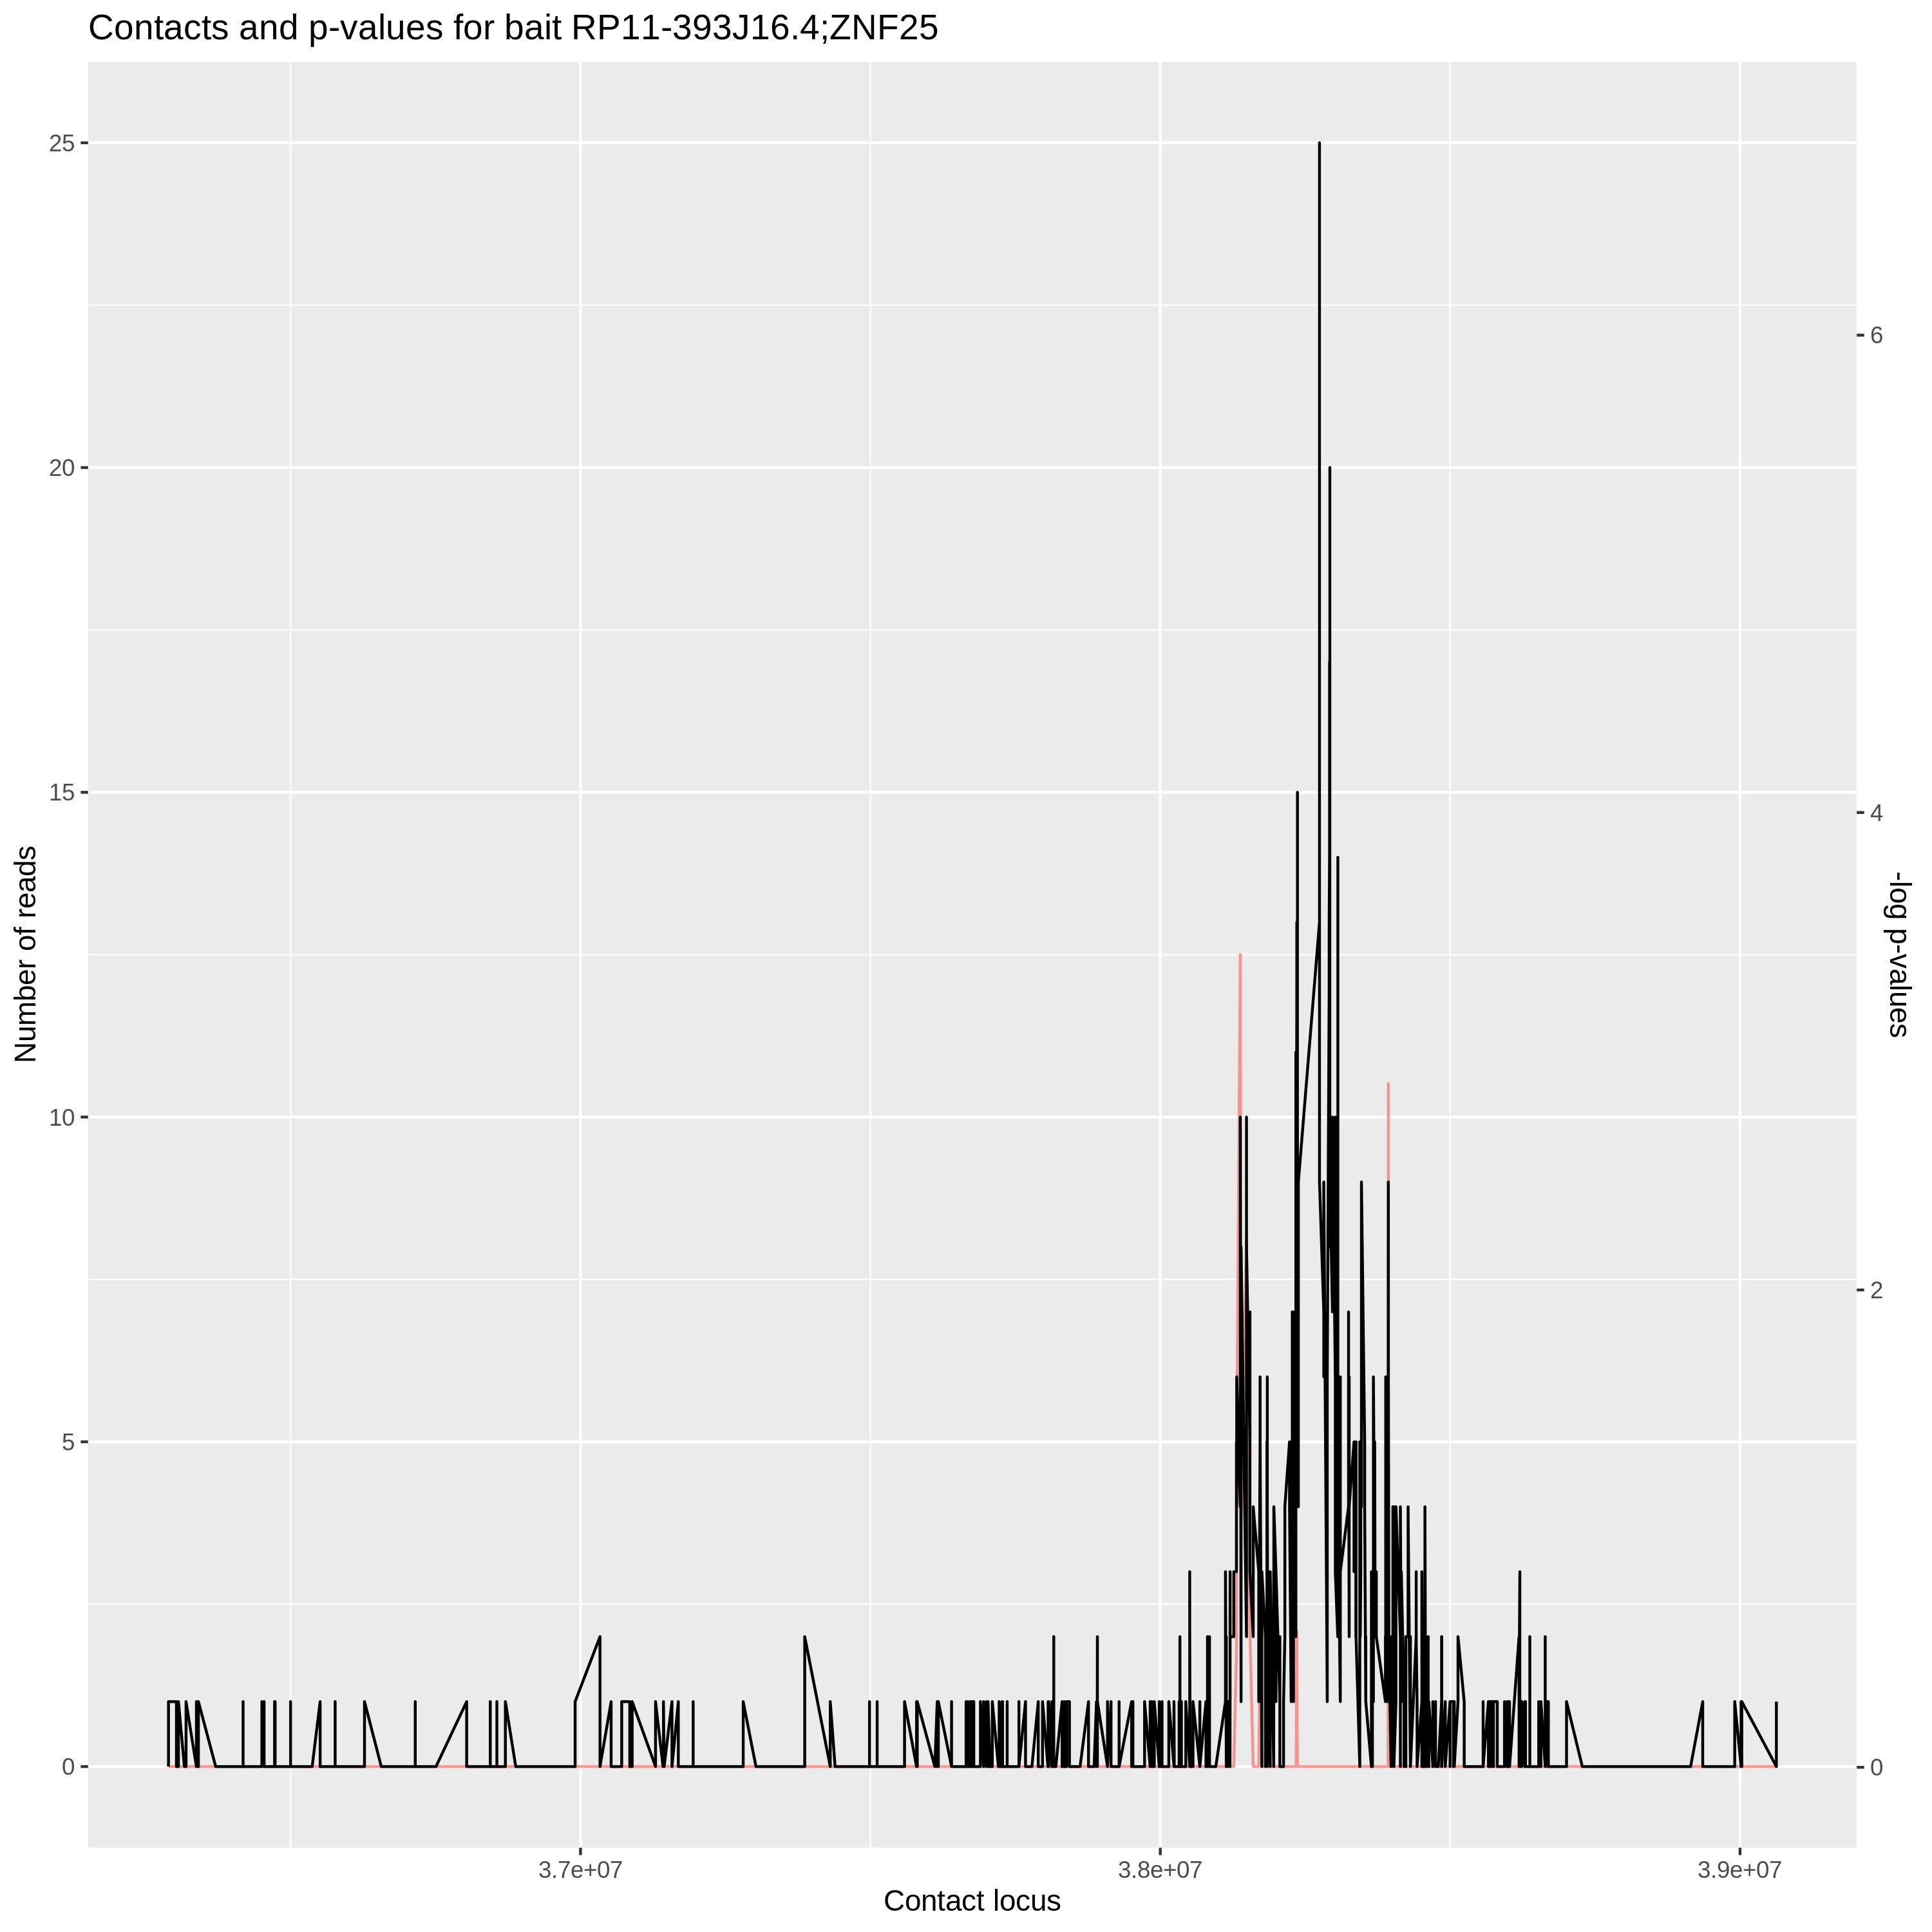 Contacts and p-values for bait RP11-393J16.4;ZNF25
25
20
15
10
5
0
Number of reads
6
4
2
0
-log p-values
3.7e+07
3.8e+07
3.9e+07
Contact locus